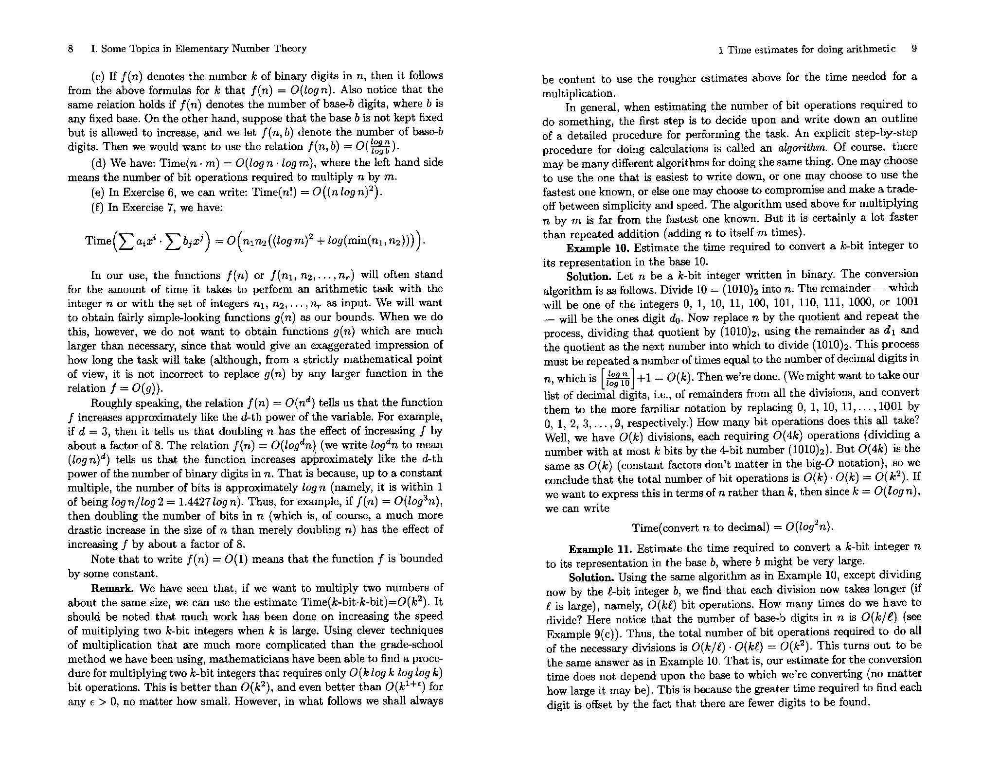 8 I. Some Topics in Elementary Number Theory
(c) If f(n) denotes the number k of binary digits in n, then it follows
from the above formulas for k that f(n) = O(log n). Also notice that the
same relation holds if f(n) denotes the number of base-b digits, where b is
any fixed base. On the other hand, suppose that the base b is not kept fixed
but is allowed to increase, and we let f(n, b) denote the number of base-b
digits. Then we would want to use the relation f(n, b) = O(log n / log b).
(d) We have: Time(n · m) = O(log n · log m), where the left hand side
means the number of bit operations required to multiply n by m.
(e) In Exercise 6, we can write: Time(n!) = O((n log n)²).
(f) In Exercise 7, we have:
Time(∑ aᵢxⁱ · ∑ bⱼxʲ) = O(n₁n₂((log m)² + log(min(n₁, n₂)))).
In our use, the functions f(n) or f(n₁, n₂, . . . , nᵣ) will often stand
for the amount of time it takes to perform an arithmetic task with the
integer n or with the set of integers n₁, n₂, . . . , nᵣ as input. We will want
to obtain fairly simple-looking functions g(n) as our bounds. When we do
this, however, we do not want to obtain functions g(n) which are much
larger than necessary, since that would give an exaggerated impression of
how long the task will take (although, from a strictly mathematical point
of view, it is not incorrect to replace g(n) by any larger function in the
relation f = O(g)).
Roughly speaking, the relation f(n) = O(nᵈ) tells us that the function
f increases approximately like the d-th power of the variable. For example,
if d = 3, then it tells us that doubling n has the effect of increasing f by
about a factor of 8. The relation f(n) = O(logᵈn) (we write logᵈn to mean
(log n)ᵈ) tells us that the function increases approximately like the d-th
power of the number of binary digits in n. That is because, up to a constant
multiple, the number of bits is approximately log n (namely, it is within 1
of being log n/log 2 = 1.4427 log n). Thus, for example, if f(n) = O(log³n),
then doubling the number of bits in n (which is, of course, a much more
drastic increase in the size of n than merely doubling n) has the effect of
increasing f by about a factor of 8.
Note that to write f(n) = O(1) means that the function f is bounded
by some constant.
Remark. We have seen that, if we want to multiply two numbers of
about the same size, we can use the estimate Time(k-bit·k-bit)=O(k²). It
should be noted that much work has been done on increasing the speed
of multiplying two k-bit integers when k is large. Using clever techniques
of multiplication that are much more complicated than the grade-school
method we have been using, mathematicians have been able to find a proce-
dure for multiplying two k-bit integers that requires only O(k log k log log k)
bit operations. This is better than O(k²), and even better than O(k¹⁺ᵋ) for
any ϵ > 0, no matter how small. However, in what follows we shall always
1 Time estimates for doing arithmetic 9
be content to use the rougher estimates above for the time needed for a
multiplication.
In general, when estimating the number of bit operations required to
do something, the first step is to decide upon and write down an outline
of a detailed procedure for performing the task. An explicit step-by-step
procedure for doing calculations is called an algorithm. Of course, there
may be many different algorithms for doing the same thing. One may choose
to use the one that is easiest to write down, or one may choose to use the
fastest one known, or else one may choose to compromise and make a trade-
off between simplicity and speed. The algorithm used above for multiplying
n by m is far from the fastest one known. But it is certainly a lot faster
than repeated addition (adding n to itself m times).
Example 10. Estimate the time required to convert a k-bit integer to
its representation in the base 10.
Solution. Let n be a k-bit integer written in binary. The conversion
algorithm is as follows. Divide 10 = (1010)₂ into n. The remainder — which
will be one of the integers 0, 1, 10, 11, 100, 101, 110, 111, 1000, or 1001
— will be the ones digit d₀. Now replace n by the quotient and repeat the
process, dividing that quotient by (1010)₂, using the remainder as d₁ and
the quotient as the next number into which to divide (1010)₂. This process
must be repeated a number of times equal to the number of decimal digits in
n, which is [log n / log 10] +1 = O(k). Then we're done. (We might want to take our
list of decimal digits, i.e., of remainders from all the divisions, and convert
them to the more familiar notation by replacing 0, 1, 10, 11, . . . , 1001 by
0, 1, 2, 3, . . . , 9, respectively.) How many bit operations does this all take?
Well, we have O(k) divisions, each requiring O(4k) operations (dividing a
number with at most k bits by the 4-bit number (1010)₂). But O(4k) is the
same as O(k) (constant factors don't matter in the big-O notation), so we
conclude that the total number of bit operations is O(k) · O(k) = O(k²). If
we want to express this in terms of n rather than k, then since k = O(log n),
we can write
Time(convert n to decimal) = O(log²n).
Example 11. Estimate the time required to convert a k-bit integer n
to its representation in the base b, where b might be very large.
Solution. Using the same algorithm as in Example 10, except dividing
now by the ℓ-bit integer b, we find that each division now takes longer (if
ℓ is large), namely, O(kℓ) bit operations. How many times do we have to
divide? Here notice that the number of base-b digits in n is O(k/ℓ) (see
Example 9(c)). Thus, the total number of bit operations required to do all
of the necessary divisions is O(k/ℓ) · O(kℓ) = O(k²). This turns out to be
the same answer as in Example 10. That is, our estimate for the conversion
time does not depend upon the base to which we're converting (no matter
how large it may be). This is because the greater time required to find each
digit is offset by the fact that there are fewer digits to be found.